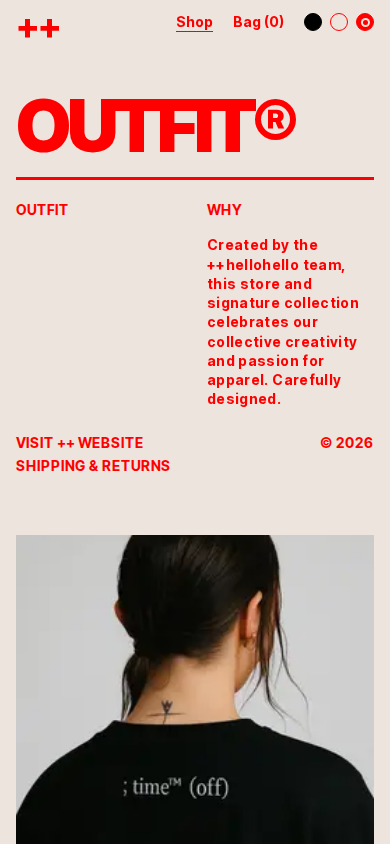 ++
Shop
Bag (0)
OUTFIT®
OUTFIT
WHY
Created by the
++hellohello team,
this store and
signature collection
celebrates our
collective creativity
and passion for
apparel. Carefully
designed.
VISIT ++ WEBSITE
© 2026
SHIPPING & RETURNS
; time™ (off)